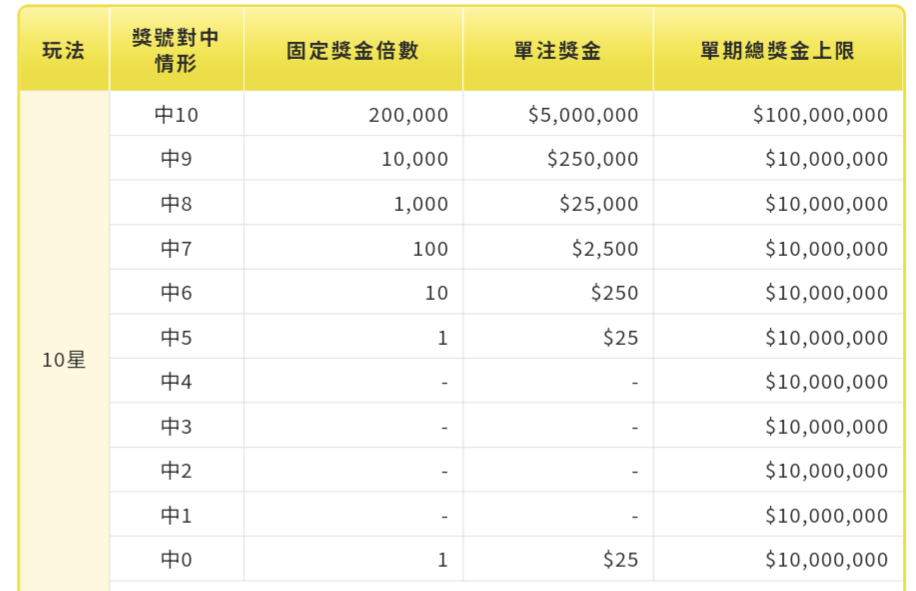 玩法 獎號對中情形 固定獎金倍數 單注獎金 單期總獎金上限
10星
中10 200,000 $5,000,000 $100,000,000
中9 10,000 $250,000 $10,000,000
中8 1,000 $25,000 $10,000,000
中7 100 $2,500 $10,000,000
中6 10 $250 $10,000,000
中5 1 $25 $10,000,000
中4 - - $10,000,000
中3 - - $10,000,000
中2 - - $10,000,000
中1 - - $10,000,000
中0 1 $25 $10,000,000